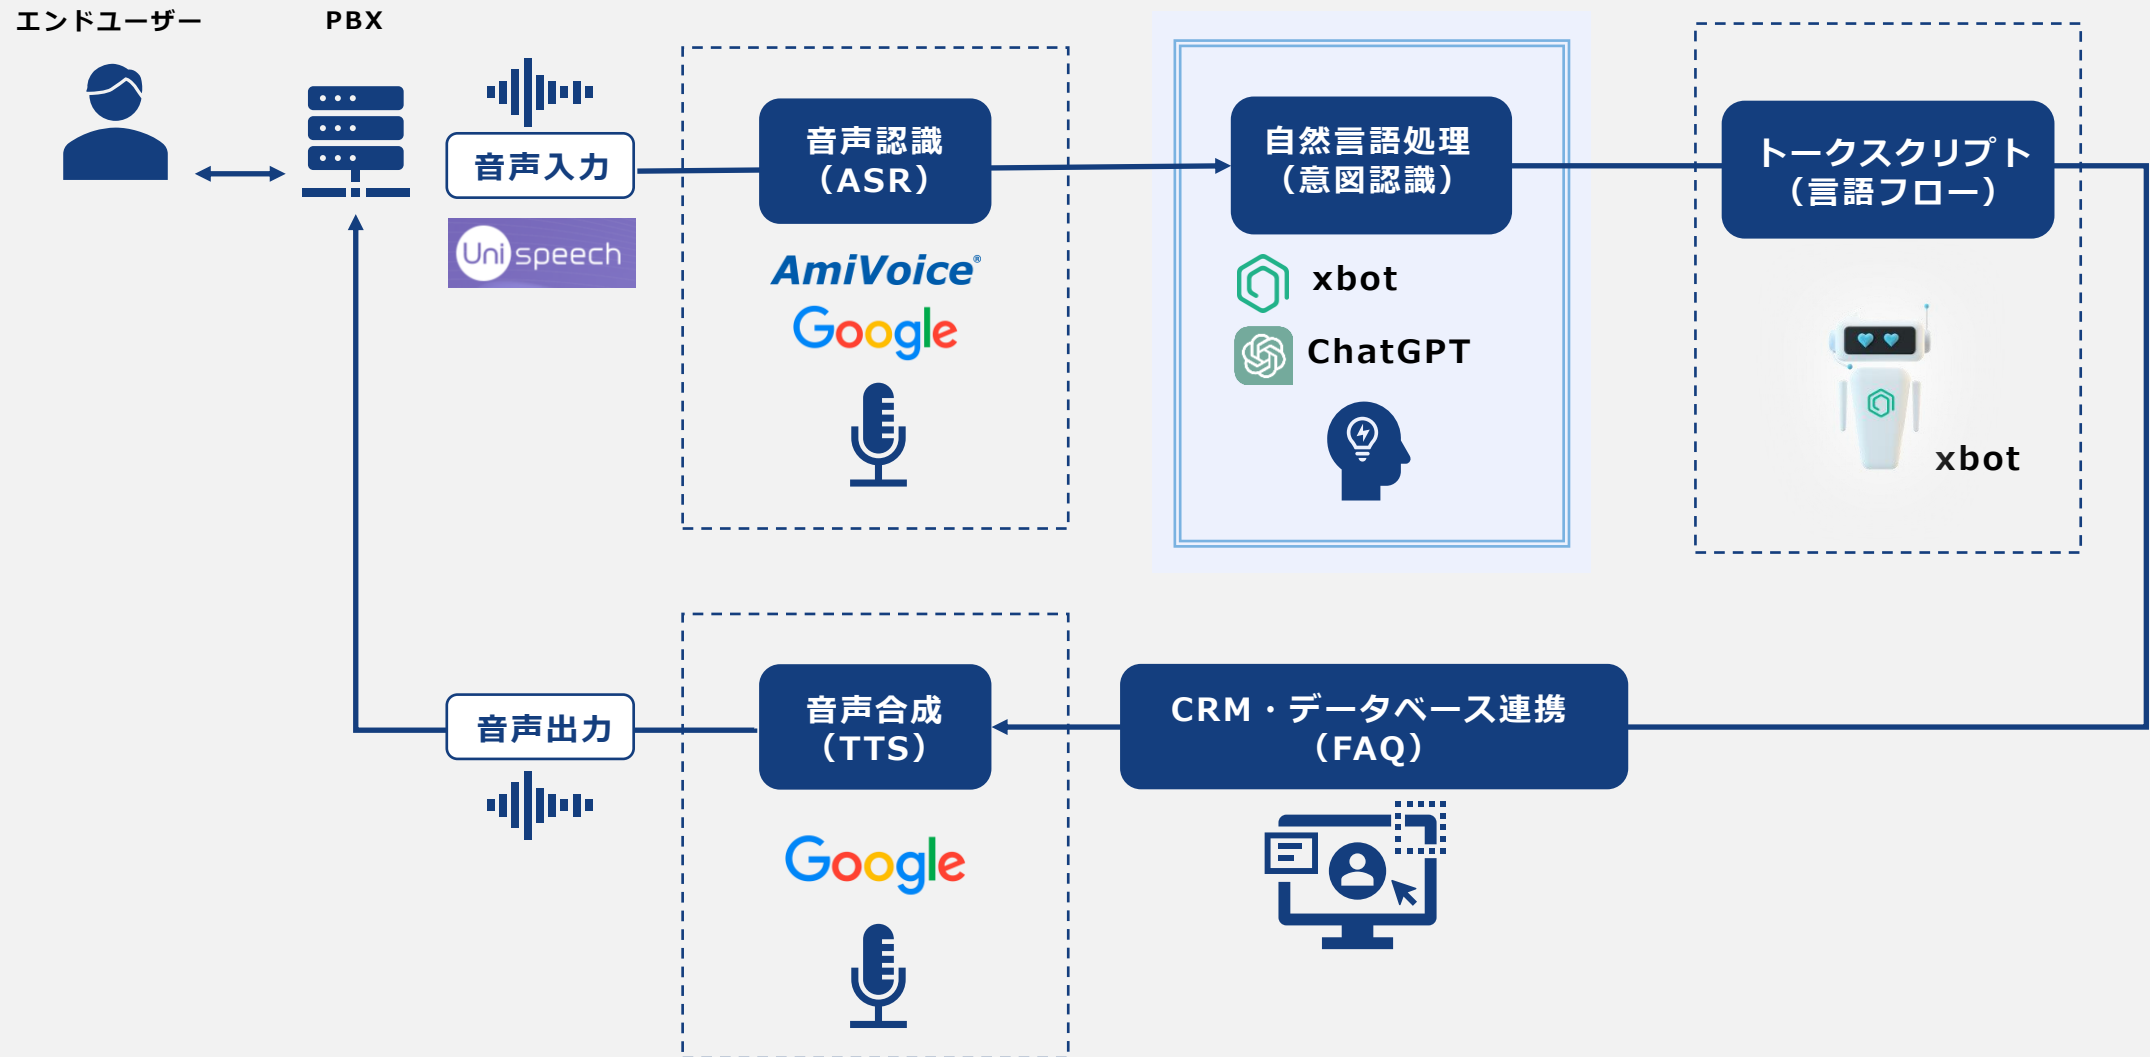 エンドユーザー
PBX
音声入力
Uni speech
音声認識
（ASR）
AmiVoice®
Google
自然言語処理
（意図認識）
xbot
ChatGPT
トークスクリプト
（言語フロー）
xbot
音声出力
音声合成
（TTS）
Google
CRM・データベース連携
（FAQ）